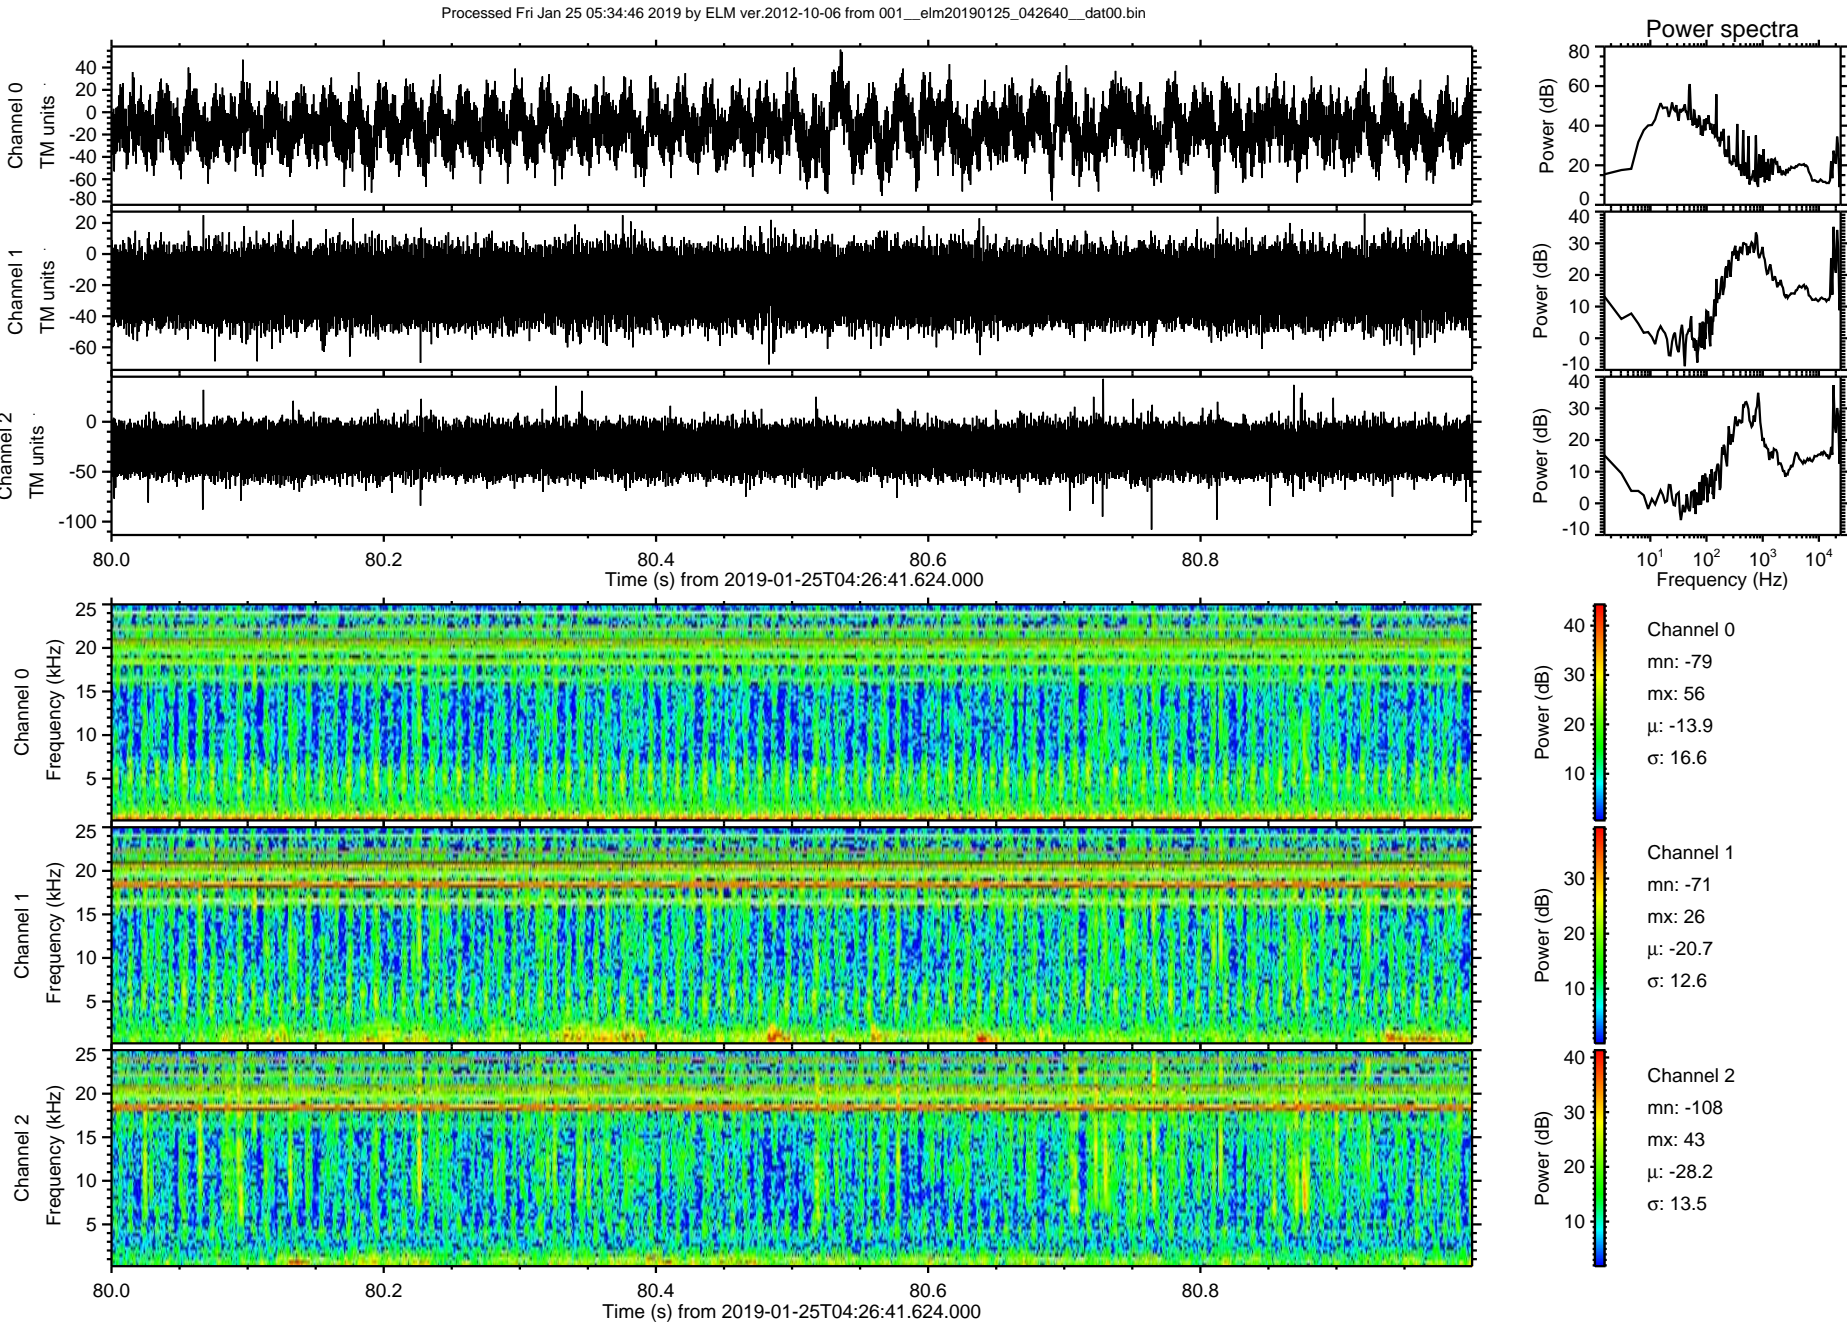 Processed Fri Jan 25 05:34:46 2019 by ELM ver.2012-10-06 from 001__elm20190125_042640__dat00.bin
Power spectra
Channel 0
TM units
40
20
0
-20
-40
-60
-80
Power (dB)
80
60
40
20
0
Channel 1
TM units
20
0
-20
-40
-60
Power (dB)
40
30
20
10
0
-10
Channel 2
TM units
0
-50
-100
Power (dB)
40
30
20
10
0
-10
80.0 80.2 80.4 80.6 80.8
Time (s) from 2019-01-25T04:26:41.624.000
10^1 10^2 10^3 10^4
Frequency (Hz)
Channel 0
Frequency (kHz)
25
20
15
10
5
Power (dB)
40
30
20
10
Channel 0
mn: -79
mx: 56
μ: -13.9
σ: 16.6
Channel 1
Frequency (kHz)
25
20
15
10
5
Power (dB)
30
20
10
Channel 1
mn: -71
mx: 26
μ: -20.7
σ: 12.6
Channel 2
Frequency (kHz)
25
20
15
10
5
Power (dB)
40
30
20
10
Channel 2
mn: -108
mx: 43
μ: -28.2
σ: 13.5
80.0 80.2 80.4 80.6 80.8
Time (s) from 2019-01-25T04:26:41.624.000